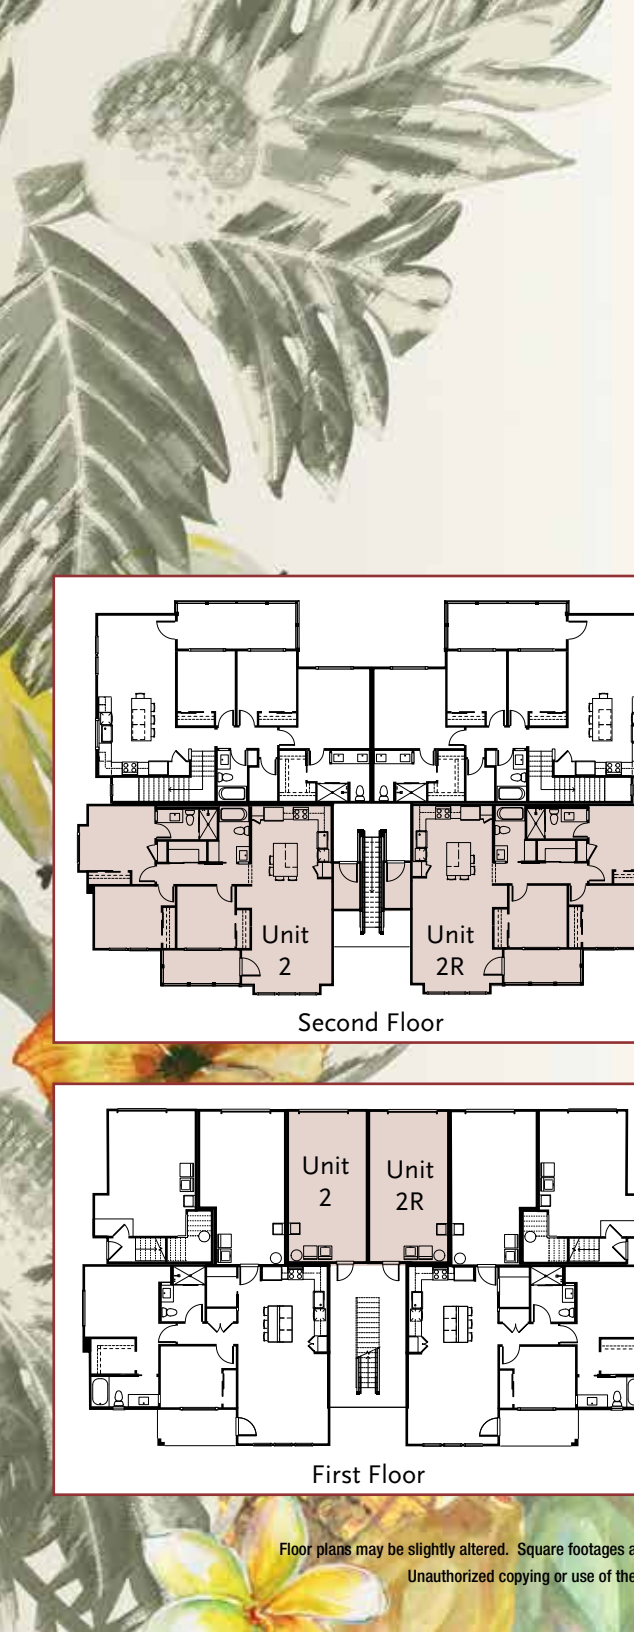 Unit
2
Unit
2R
Second Floor
Unit
2
Unit
2R
First Floor
Floor plans may be slightly altered.  Square footages a
Unauthorized copying or use of the